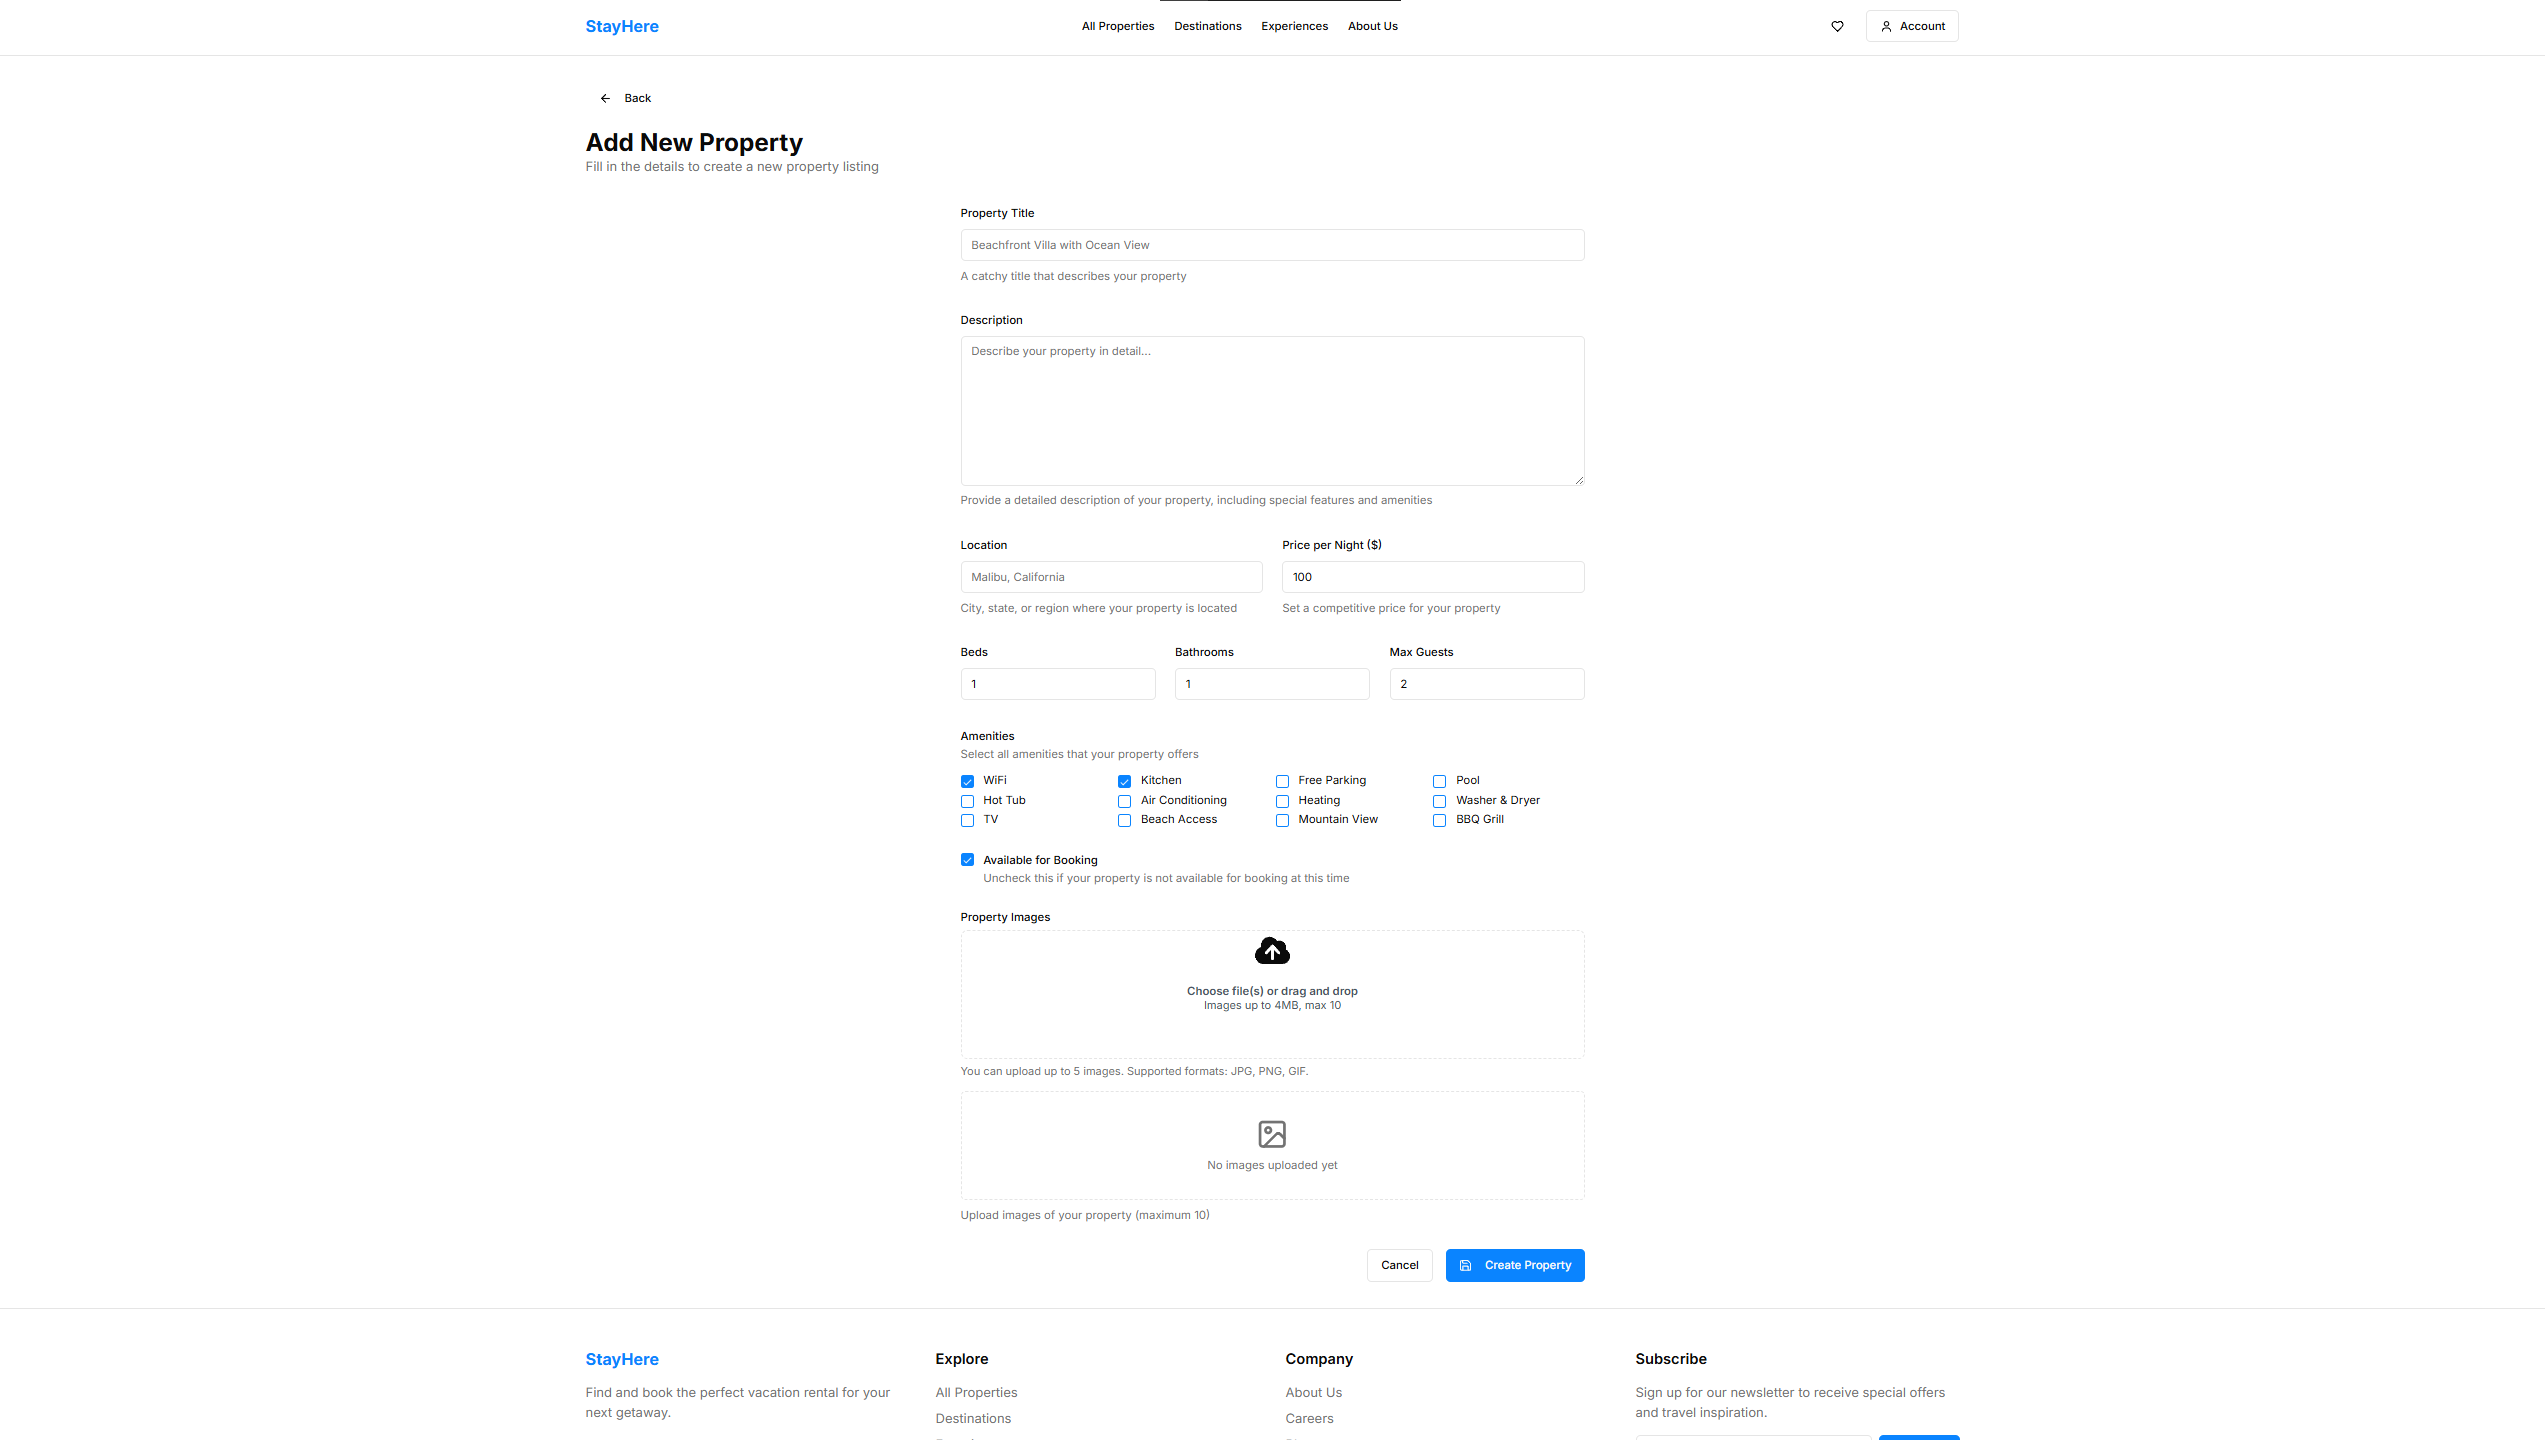 StayHere
All Properties
Destinations
Experiences
About Us
Account
Back
Add New Property
Fill in the details to create a new property listing
Property Title
Beachfront Villa with Ocean View
A catchy title that describes your property
Description
Describe your property in detail...
Provide a detailed description of your property, including special features and amenities
Location
Price per Night ($)
Malibu, California
100
City, state, or region where your property is located
Set a competitive price for your property
Beds
Bathrooms
Max Guests
1
1
2
Amenities
Select all amenities that your property offers
WiFi
Kitchen
Free Parking
Pool
Hot Tub
Air Conditioning
Heating
Washer & Dryer
TV
Beach Access
Mountain View
BBQ Grill
Available for Booking
Uncheck this if your property is not available for booking at this time
Property Images
Choose file(s) or drag and drop
Images up to 4MB, max 10
You can upload up to 5 images. Supported formats: JPG, PNG, GIF.
No images uploaded yet
Upload images of your property (maximum 10)
Cancel
Create Property
StayHere
Find and book the perfect vacation rental for your
next getaway.
Explore
All Properties
Destinations
Company
About Us
Careers
Subscribe
Sign up for our newsletter to receive special offers
and travel inspiration.